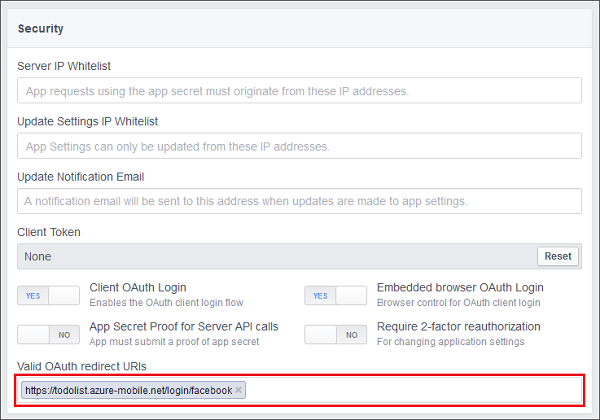 Security
Server IP Whitelist
App requests using the app secret must originate from these IP addresses.
Update Settings IP Whitelist
App Settings can only be updated from these IP addresses.
Update Notification Email
A notification email will be sent to this address when updates are made to app settings.
Client Token
None
Reset
YES
Client OAuth Login
Enables the OAuth client login flow
YES
Embedded browser OAuth Login
Browser control for OAuth client login
NO
App Secret Proof for Server API calls
App must submit a proof of app secret
NO
Require 2-factor reauthorization
For changing application settings
Valid OAuth redirect URIs
https://todolist.azure-mobile.net/login/facebook ×